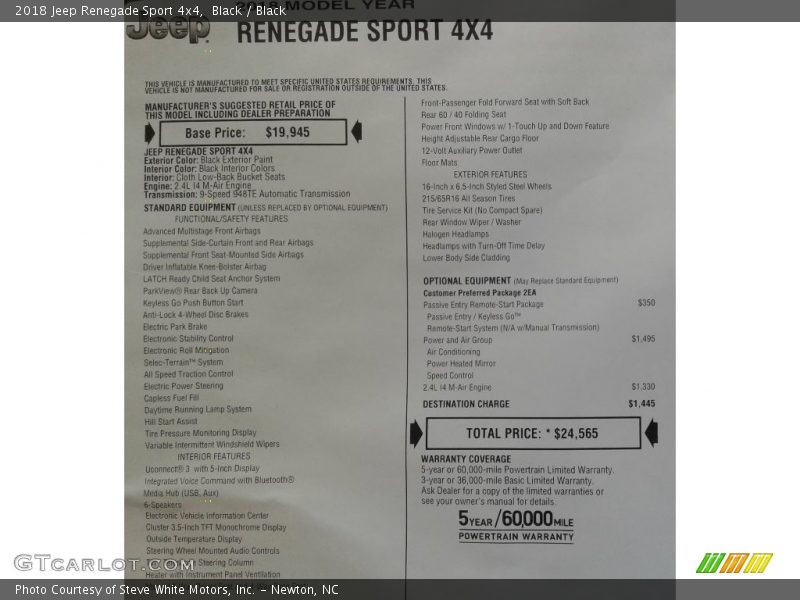 2018 Jeep Renegade Sport 4x4,  Black / Black
Jeep
2018 MODEL YEAR
RENEGADE SPORT 4X4
THIS VEHICLE IS MANUFACTURED TO MEET SPECIFIC UNITED STATES REQUIREMENTS. THIS
VEHICLE IS NOT MANUFACTURED FOR SALE OR REGISTRATION OUTSIDE OF THE UNITED STATES.
MANUFACTURER'S SUGGESTED RETAIL PRICE OF
THIS MODEL INCLUDING DEALER PREPARATION
Base Price: $19,945
JEEP RENEGADE SPORT 4X4
Exterior Color: Black Exterior Paint
Interior Color: Black Interior Colors
Interior: Cloth Low-Back Bucket Seats
Engine: 2.4L I4 M-Air Engine
Transmission: 9-Speed 948TE Automatic Transmission
STANDARD EQUIPMENT (UNLESS REPLACED BY OPTIONAL EQUIPMENT)
FUNCTIONAL/SAFETY FEATURES
Advanced Multistage Front Airbags
Supplemental Side-Curtain Front and Rear Airbags
Supplemental Front Seat-Mounted Side Airbags
Driver Inflatable Knee-Bolster Airbag
LATCH Ready Child Seat Anchor System
ParkView® Rear Back Up Camera
Keyless Go Push Button Start
Anti-Lock 4-Wheel Disc Brakes
Electric Park Brake
Electronic Stability Control
Electronic Roll Mitigation
Selec-Terrain™ System
All Speed Traction Control
Electric Power Steering
Capless Fuel Fill
Daytime Running Lamp System
Hill Start Assist
Tire Pressure Monitoring Display
Variable Intermittent Windshield Wipers
INTERIOR FEATURES
Uconnect® 3 with 5-Inch Display
Integrated Voice Command with Bluetooth®
Media Hub (USB, Aux)
6-Speakers
Electronic Vehicle Information Center
Cluster 3.5-Inch TFT Monochrome Display
Outside Temperature Display
Steering Wheel Mounted Audio Controls
Steering Column
Heater with Instrument Panel Ventilation
Front-Passenger Fold Forward Seat with Soft Back
Rear 60 / 40 Folding Seat
Power Front Windows w/ 1-Touch Up and Down Feature
Height Adjustable Rear Cargo Floor
12-Volt Auxiliary Power Outlet
Floor Mats
EXTERIOR FEATURES
16-Inch x 6.5-Inch Styled Steel Wheels
215/65R16 All Season Tires
Tire Service Kit (No Compact Spare)
Rear Window Wiper / Washer
Halogen Headlamps
Headlamps with Turn-Off Time Delay
Lower Body Side Cladding
OPTIONAL EQUIPMENT (May Replace Standard Equipment)
Customer Preferred Package 2EA
Passive Entry Remote-Start Package $350
Passive Entry / Keyless Go™
Remote-Start System (N/A w/Manual Transmission)
Power and Air Group $1,495
Air Conditioning
Power Heated Mirror
Speed Control
2.4L I4 M-Air Engine $1,330
DESTINATION CHARGE $1,445
TOTAL PRICE: * $24,565
WARRANTY COVERAGE
5-year or 60,000-mile Powertrain Limited Warranty.
3-year or 36,000-mile Basic Limited Warranty.
Ask Dealer for a copy of the limited warranties or
see your owner's manual for details.
5 YEAR / 60,000 MILE
POWERTRAIN WARRANTY
GTCarLot.com
Photo Courtesy of Steve White Motors, Inc. – Newton, NC